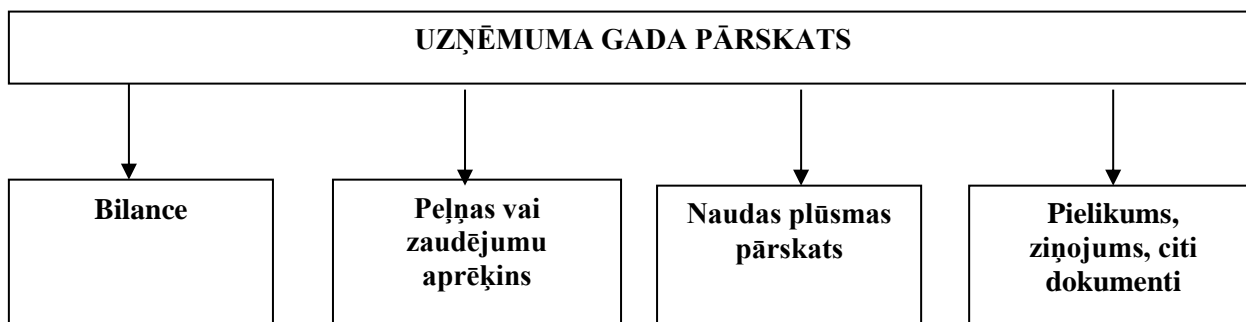 UZŅĒMUMA GADA PĀRSKATS
Bilance
Peļņas vai
zaudējumu
aprēķins
Naudas plūsmas
pārskats
Pielikums,
ziņojums, citi
dokumenti